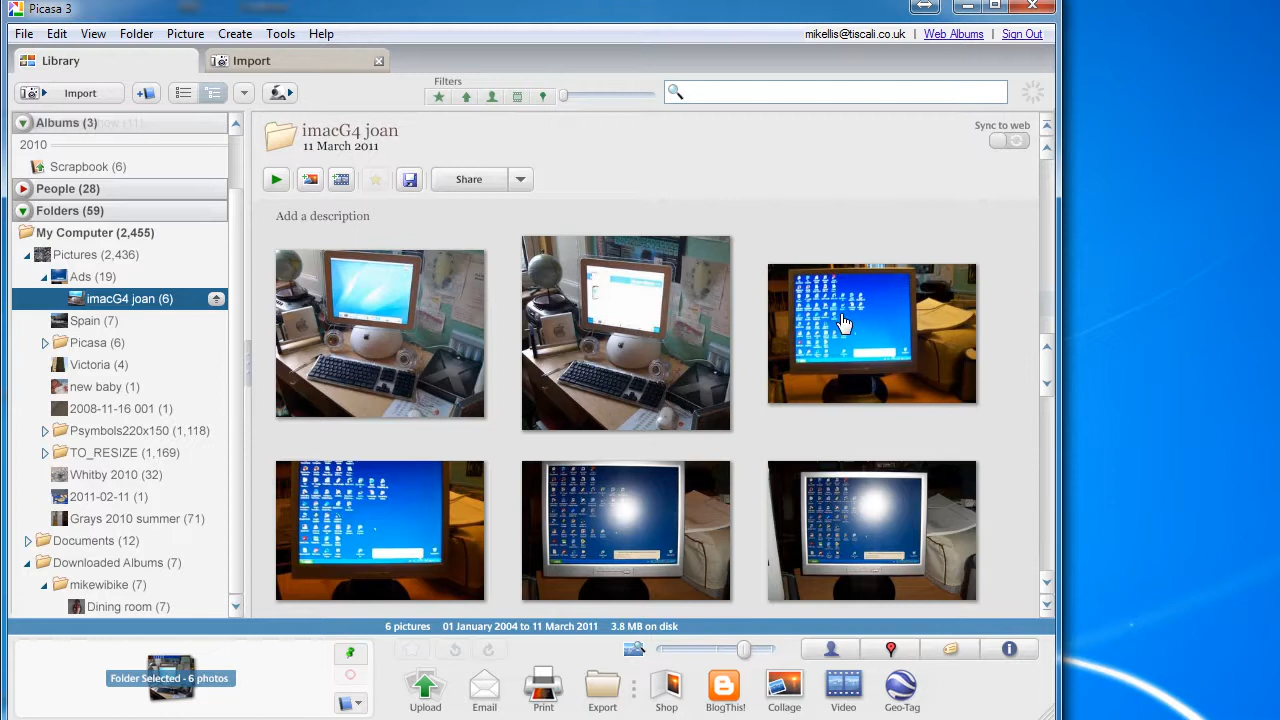 Picasa 3
File Edit View Folder Picture Create Tools Help mikellis@tiscali.co.uk | Web Albums | Sign Out
Library Import
Import Filters
Albums (3)
2010
Scrapbook (6)
People (28)
Folders (59)
My Computer (2,455)
Pictures (2,436)
Ads (19)
imacG4 joan (6)
Spain (7)
Picasa (6)
Victoria (4)
new baby (1)
2008-11-16 001 (1)
Psymbols220x150 (1,118)
TO_RESIZE (1,169)
Whitby 2010 (32)
2011-02-11 (1)
Grays 2010 summer (71)
Documents (12)
Downloaded Albums (7)
mikewibike (7)
Dining room (7)
imacG4 joan
11 March 2011
Sync to web
Share
Add a description
6 pictures 01 January 2004 to 11 March 2011 3.8 MB on disk
Folder Selected - 6 photos
Upload Email Print Export Shop BlogThis! Collage Video Geo-Tag